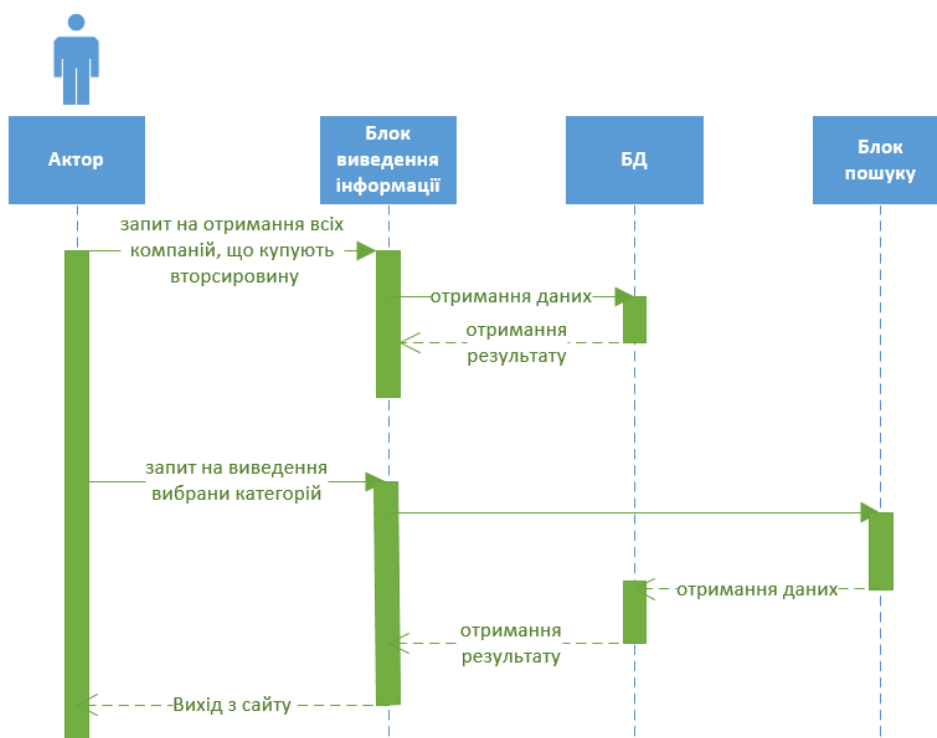 Актор
Блок
виведення
інформації
БД
Блок
пошуку
запит на отримання всіх
компаній, що купують
вторсировину
отримання даних
отримання
результату
запит на виведення
вибрани категорій
отримання даних
отримання
результату
Вихід з сайту